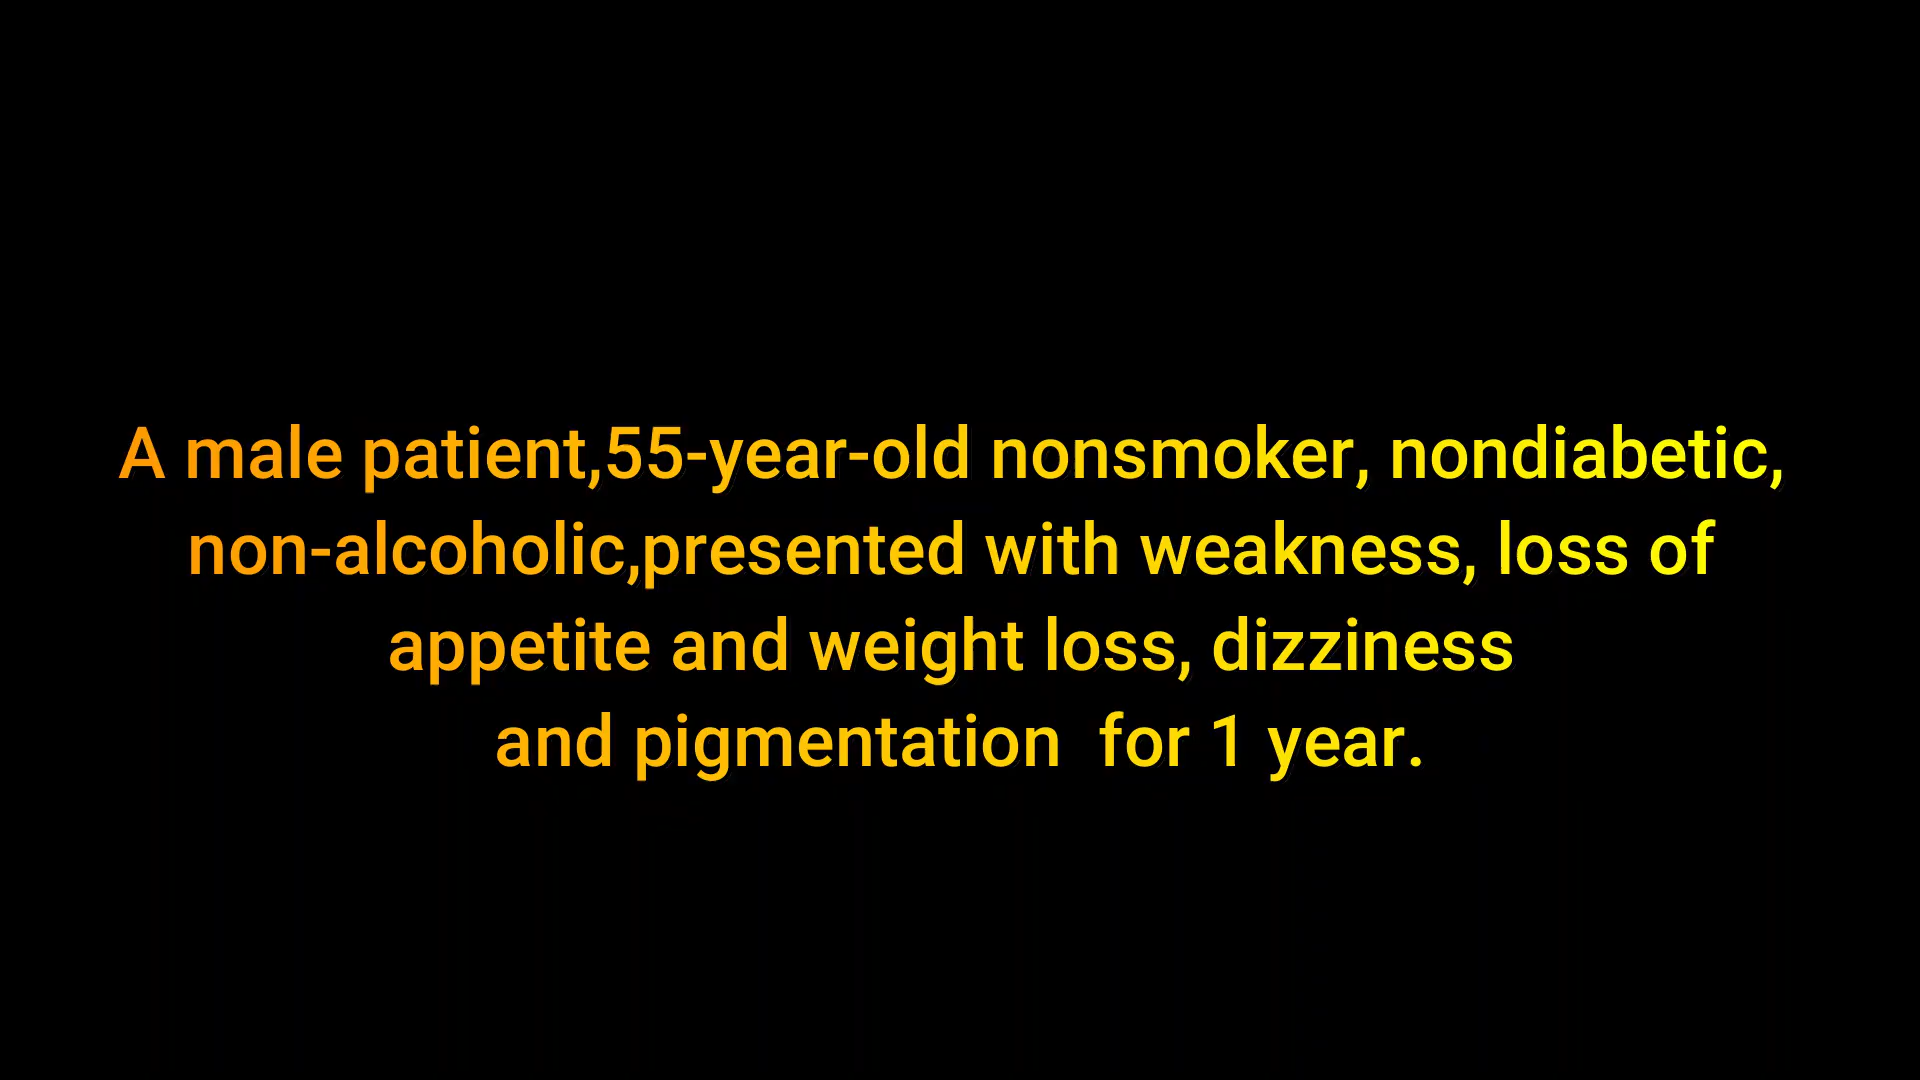 A male patient,55-year-old nonsmoker, nondiabetic,
non-alcoholic,presented with weakness, loss of
appetite and weight loss, dizziness
and pigmentation  for 1 year.